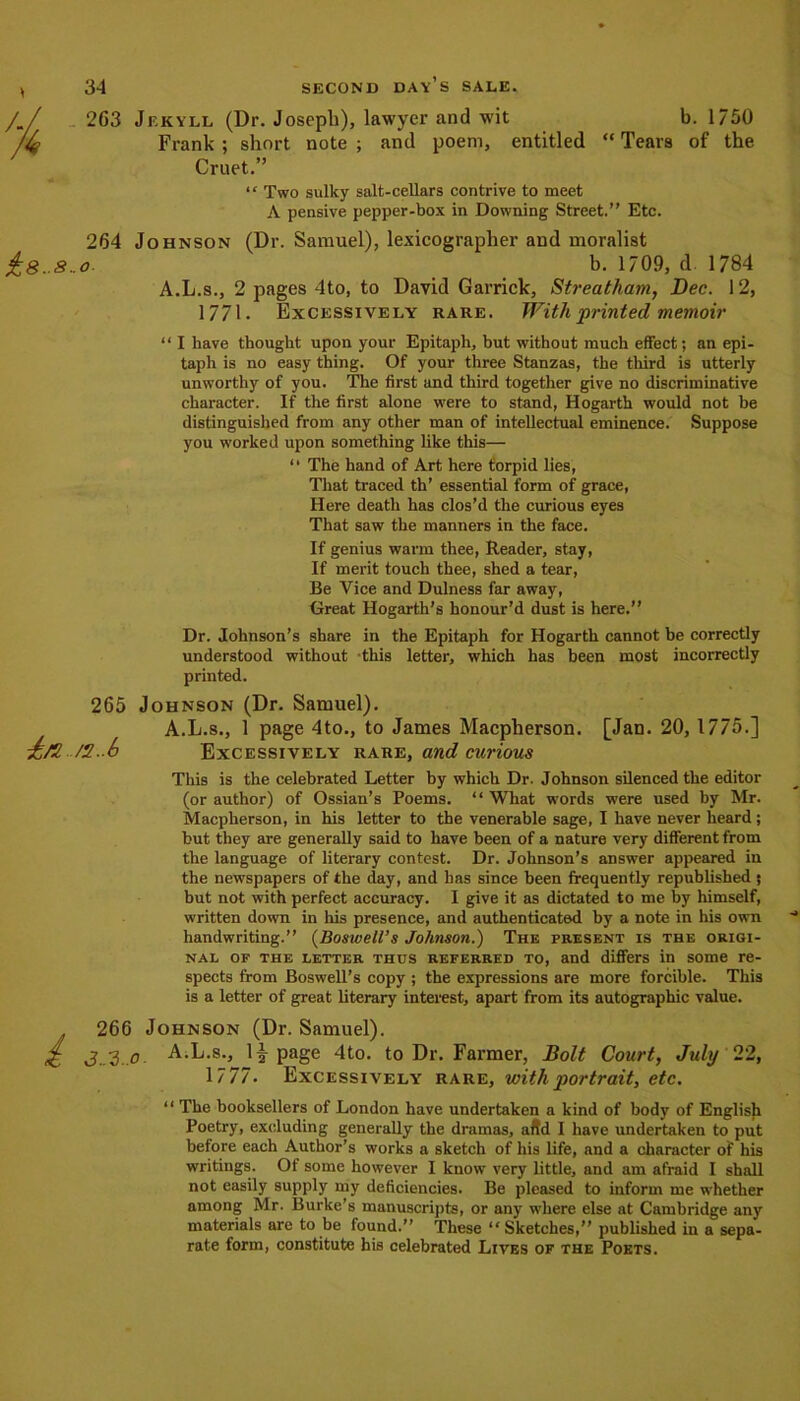 34 SECOND DAY'S SALE.
263 JEKYLL (Dr. Joseph), lawyer and wit b. 1750
Frank ; short note ; and poem, entitled “ Tears of the
Cruet.”
“ Two sulky salt-cellars contrive to meet
A pensive pepper-box in Downing Street.” Etc.
264 JOHNSON (Dr. Samuel), lexicographer and moralist
£8..8..0. b. 1709, d. 1784
A.L.s., 2 pages 4to, to David Garrick, Streatham, Dec. 12,
1771. EXCESSIVELY RARE. With printed memoir
“ I have thought upon your Epitaph, but without much effect ; an epi-
taph is no easy thing. Of your three Stanzas, the third is utterly
unworthy of you. The first and third together give no discriminative
character. If the first alone were to stand, Hogarth would not be
distinguished from any other man of intellectual eminence. Suppose
you worked upon something like this—
“ The hand of Art here torpid lies,
That traced th' essential form of grace,
Here death has clos'd the curious eyes
That saw the manners in the face.
If genius warm thee, Reader, stay,
If merit touch thee, shed a tear,
Be Vice and Dulness far away,
Great Hogarth's honour'd dust is here.”
Dr. Johnson's share in the Epitaph for Hogarth cannot be correctly
understood without this letter, which has been most incorrectly
printed.
265 JOHNSON (Dr. Samuel).
A.L.s., 1 page 4to., to James Macpherson. [Jan. 20, 1775.]
£12..12..6 EXCESSIVELY RARE, and curious
This is the celebrated Letter by which Dr. Johnson silenced the editor
(or author) of Ossian's Poems. “ What words were used by Mr.
Macpherson, in his letter to the venerable sage, I have never heard ;
but they are generally said to have been of a nature very different from
the language of literary contest. Dr. Johnson's answer appeared in
the newspapers of the day, and has since been frequently republished ;
but not with perfect accuracy. I give it as dictated to me by himself,
written down in his presence, and authenticated by a note in his own
handwriting.” (Boswell's Johnson.) THE PRESENT IS THE ORIGI-
NAL OF THE LETTER THUS REFERRED TO, and differs in some re-
spects from Boswell's copy ; the expressions are more forcible. This
is a letter of great literary interest, apart from its autographic value.
266 JOHNSON (Dr. Samuel).
£3..3..0. A.L.s., 1½ page 4to. to Dr. Farmer, Bolt Court, July 22,
1777. EXCESSIVELY RARE, with portrait, etc.
“ The booksellers of London have undertaken a kind of body of English
Poetry, excluding generally the dramas, and I have undertaken to put
before each Author's works a sketch of his life, and a character of his
writings. Of some however I know very little, and am afraid I shall
not easily supply my deficiencies. Be pleased to inform me whether
among Mr. Burke's manuscripts, or any where else at Cambridge any
materials are to be found.” These “ Sketches,” published in a sepa-
rate form, constitute his celebrated LIVES OF THE POETS.